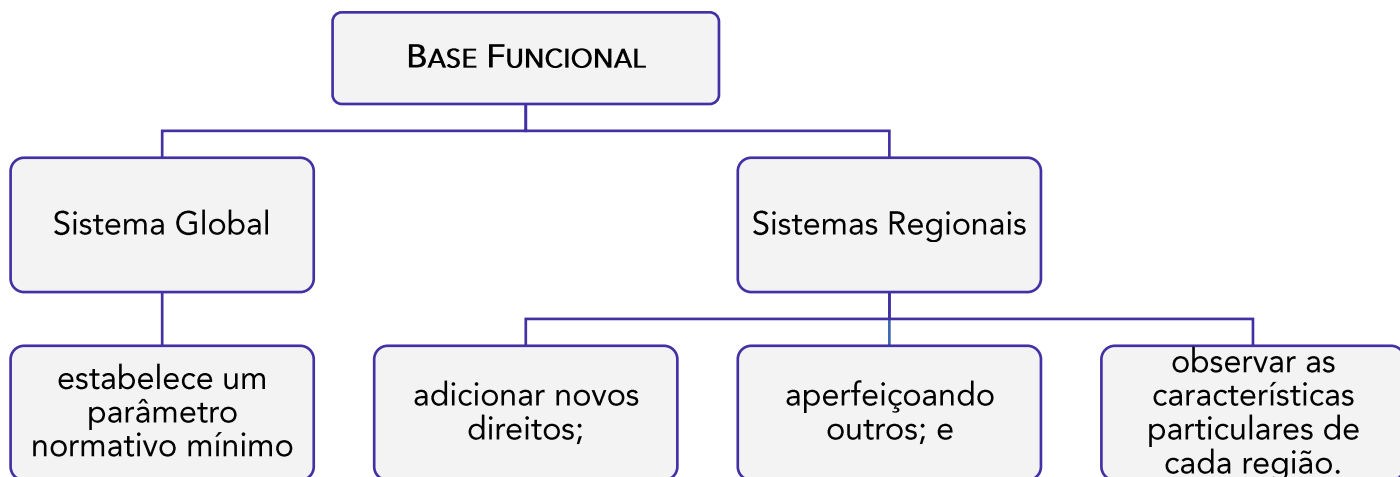 BASE FUNCIONAL
Sistema Global
Sistemas Regionais
estabelece um
parâmetro
normativo mínimo
adicionar novos
direitos;
aperfeiçoando
outros; e
observar as
características
particulares de
cada região.